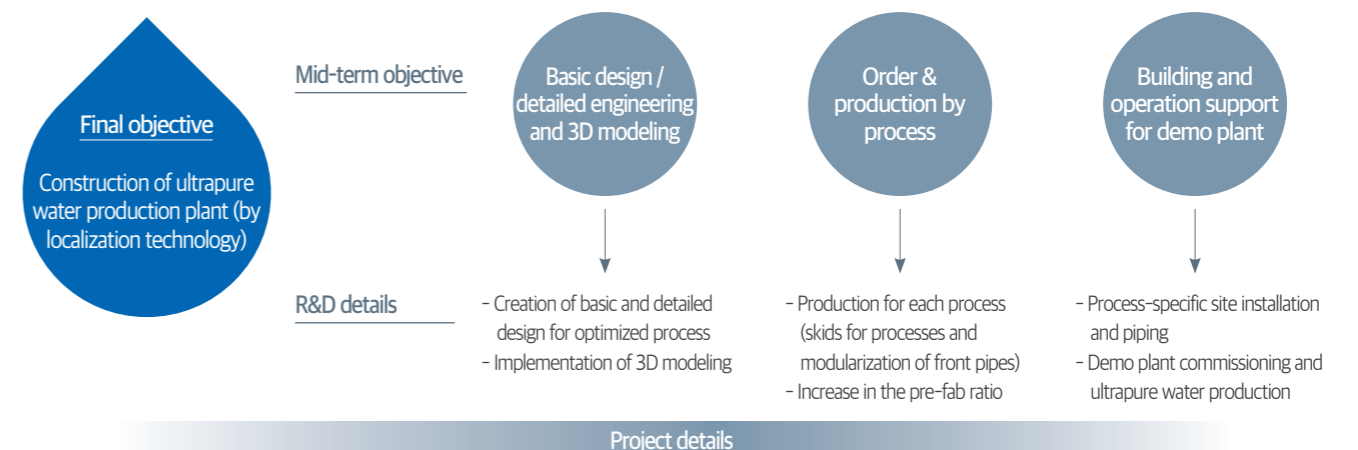 Final objective
Construction of ultrapure
water production plant (by
localization technology)
Mid-term objective
Basic design /
detailed engineering
and 3D modeling
Order &
production by
process
Building and
operation support
for demo plant
R&D details
- Creation of basic and detailed
design for optimized process
- Implementation of 3D modeling
- Production for each process
(skids for processes and
modularization of front pipes)
- Increase in the pre-fab ratio
- Process-specific site installation
and piping
- Demo plant commissioning and
ultrapure water production
Project details